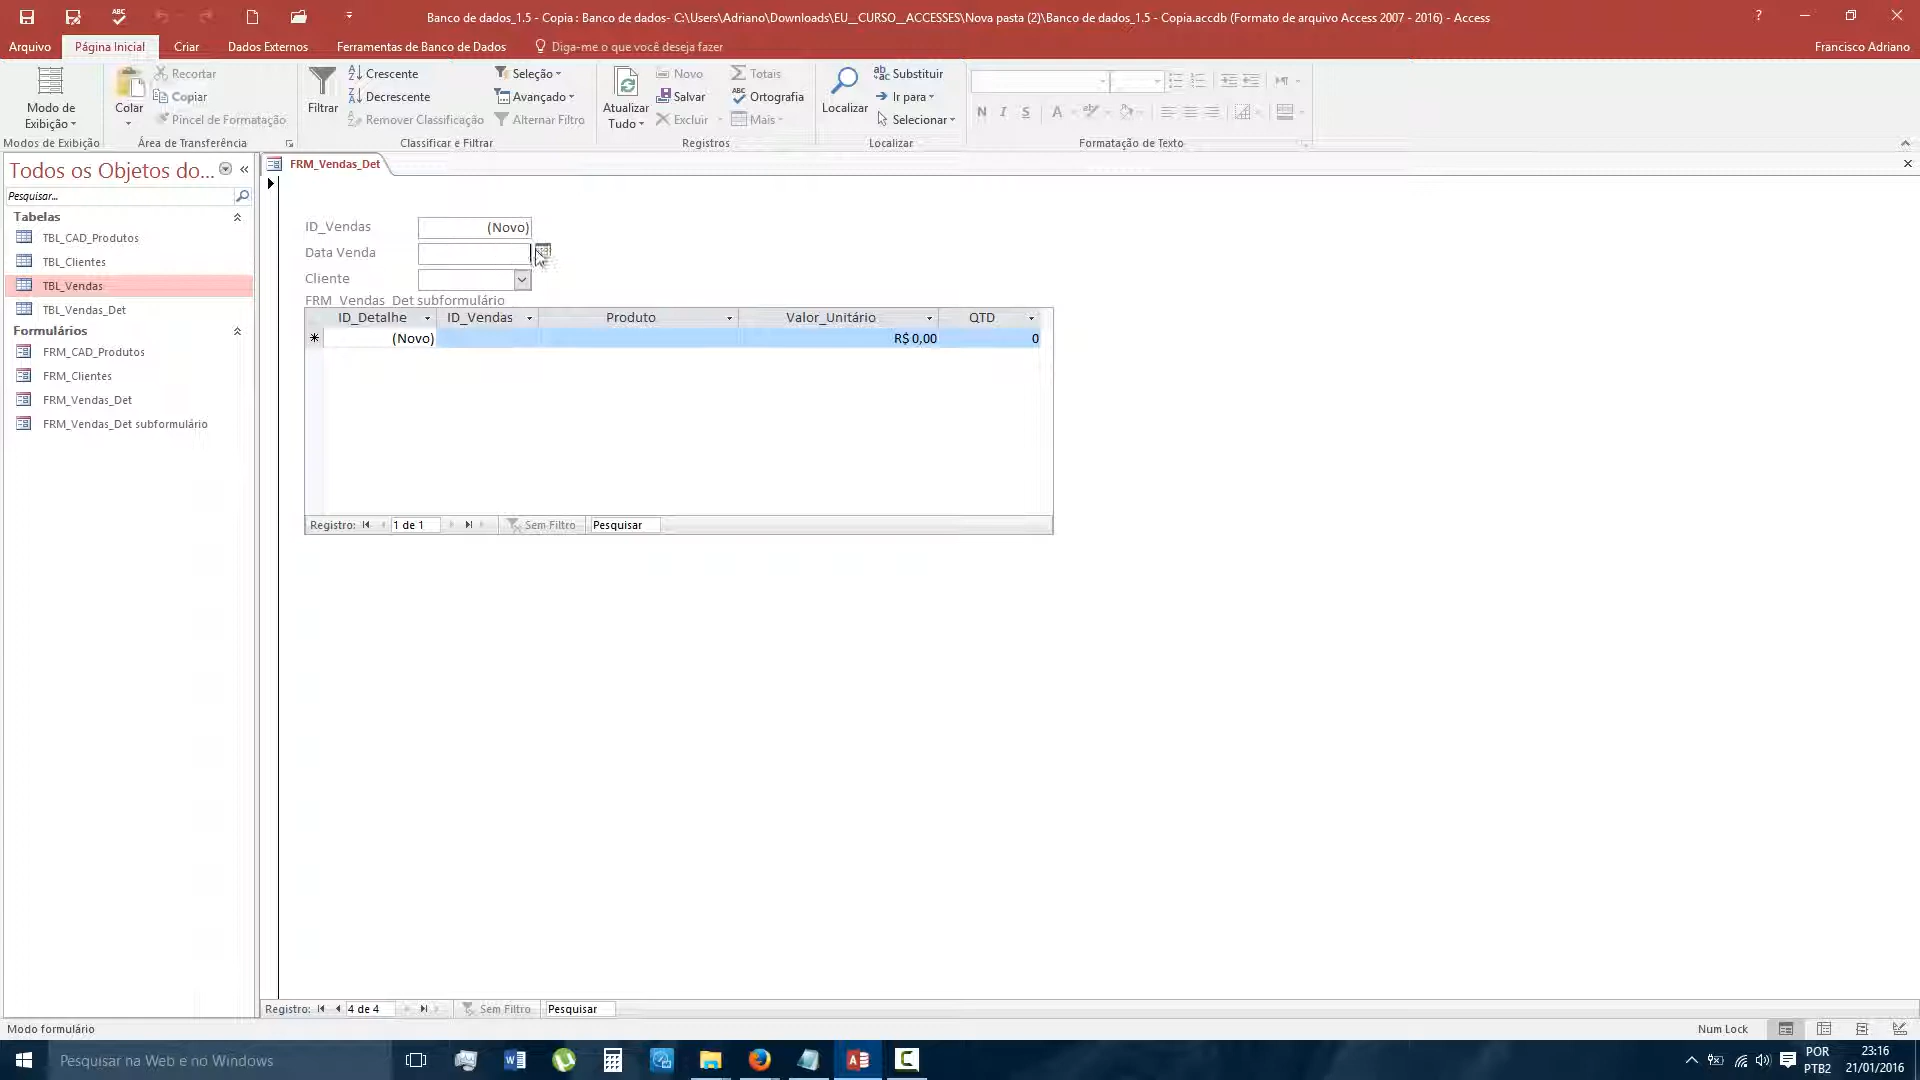 Banco de dados_1.5 - Copia : Banco de dados- C:\Users\Adriano\Downloads\EU__CURSO__ACCESSES\Nova pasta (2)\Banco de dados_1.5 - Copia.accdb (Formato de arquivo Access 2007 - 2016) - Access
Arquivo Página Inicial Criar Dados Externos Ferramentas de Banco de Dados Diga-me o que você deseja fazer Francisco Adriano
Recortar Crescente Seleção Novo Totais Substituir
Copiar Decrescente Avançado Salvar Ortografia Ir para
Modo de Exibição Colar Pincel de Formatação Filtrar Remover Classificação Alternar Filtro Atualizar Tudo Excluir Mais Localizar Selecionar N I S A
Modos de Exibição Área de Transferência Classificar e Filtrar Registros Localizar Formatação de Texto
Todos os Objetos do...
Pesquisar...
Tabelas
TBL_CAD_Produtos
TBL_Clientes
TBL_Vendas
TBL_Vendas_Det
Formulários
FRM_CAD_Produtos
FRM_Clientes
FRM_Vendas_Det
FRM_Vendas_Det subformulário
FRM_Vendas_Det
ID_Vendas (Novo)
Data Venda
Cliente
FRM_Vendas_Det subformulário
ID_Detalhe ID_Vendas Produto Valor_Unitário QTD
(Novo) R$ 0,00 0
Registro: 1 de 1 Sem Filtro Pesquisar
Registro: 4 de 4 Sem Filtro Pesquisar
Modo formulário Num Lock
Pesquisar na Web e no Windows
POR 23:16
PTB2 21/01/2016